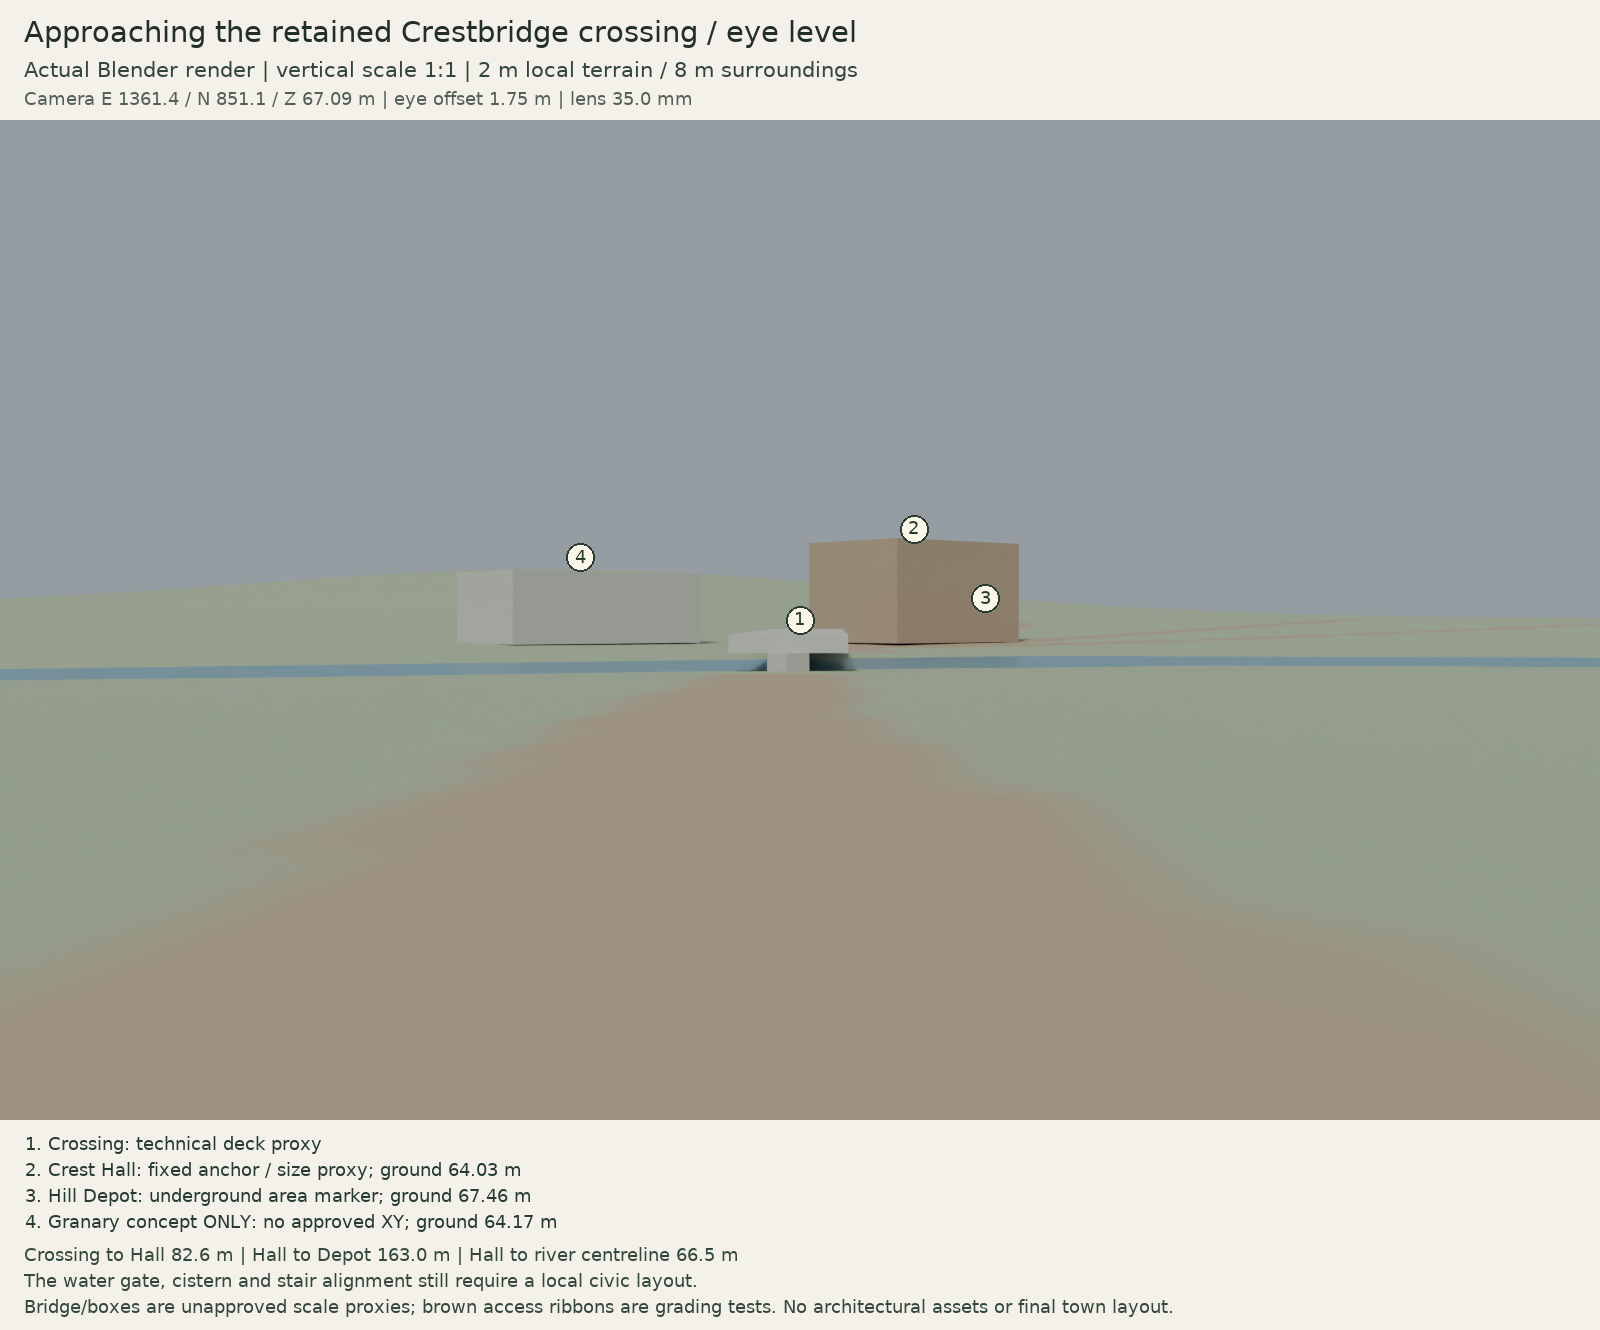 Approaching the retained Crestbridge crossing / eye level
Actual Blender render | vertical scale 1:1 | 2 m local terrain / 8 m surroundings
Camera E 1361.4 / N 851.1 / Z 67.09 m | eye offset 1.75 m | lens 35.0 mm
2
4
3
1
1. Crossing: technical deck proxy
2. Crest Hall: fixed anchor / size proxy; ground 64.03 m
3. Hill Depot: underground area marker; ground 67.46 m
4. Granary concept ONLY: no approved XY; ground 64.17 m
Crossing to Hall 82.6 m | Hall to Depot 163.0 m | Hall to river centreline 66.5 m
The water gate, cistern and stair alignment still require a local civic layout.
Bridge/boxes are unapproved scale proxies; brown access ribbons are grading tests. No architectural assets or final town layout.